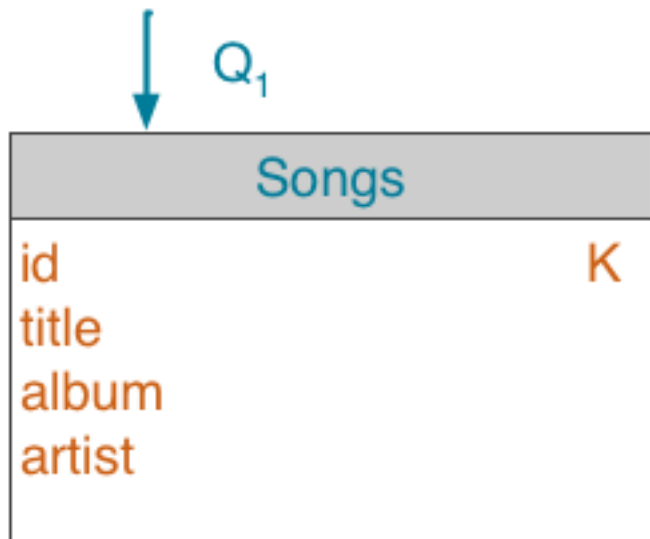 Q₁
Songs
id K
title
album
artist